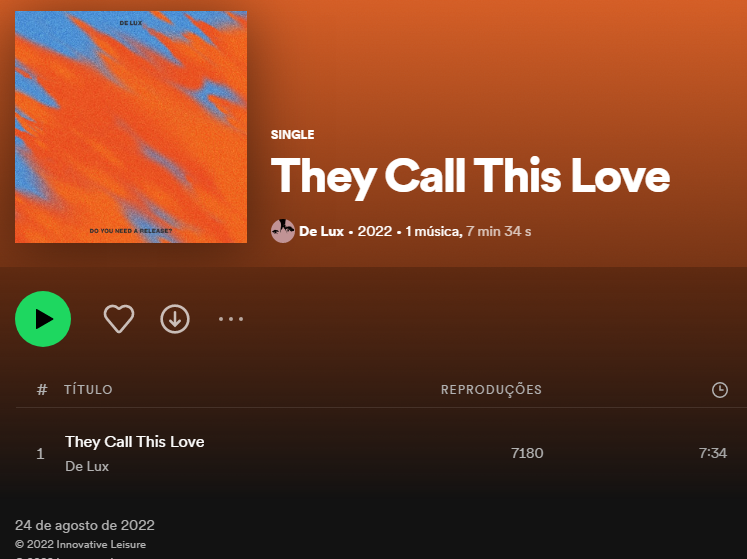 DE LUX
DO YOU NEED A RELEASE?
SINGLE
They Call This Love
De Lux • 2022 • 1 música, 7 min 34 s
# TÍTULO REPRODUÇÕES
1 They Call This Love 7180 7:34
De Lux
24 de agosto de 2022
© 2022 Innovative Leisure